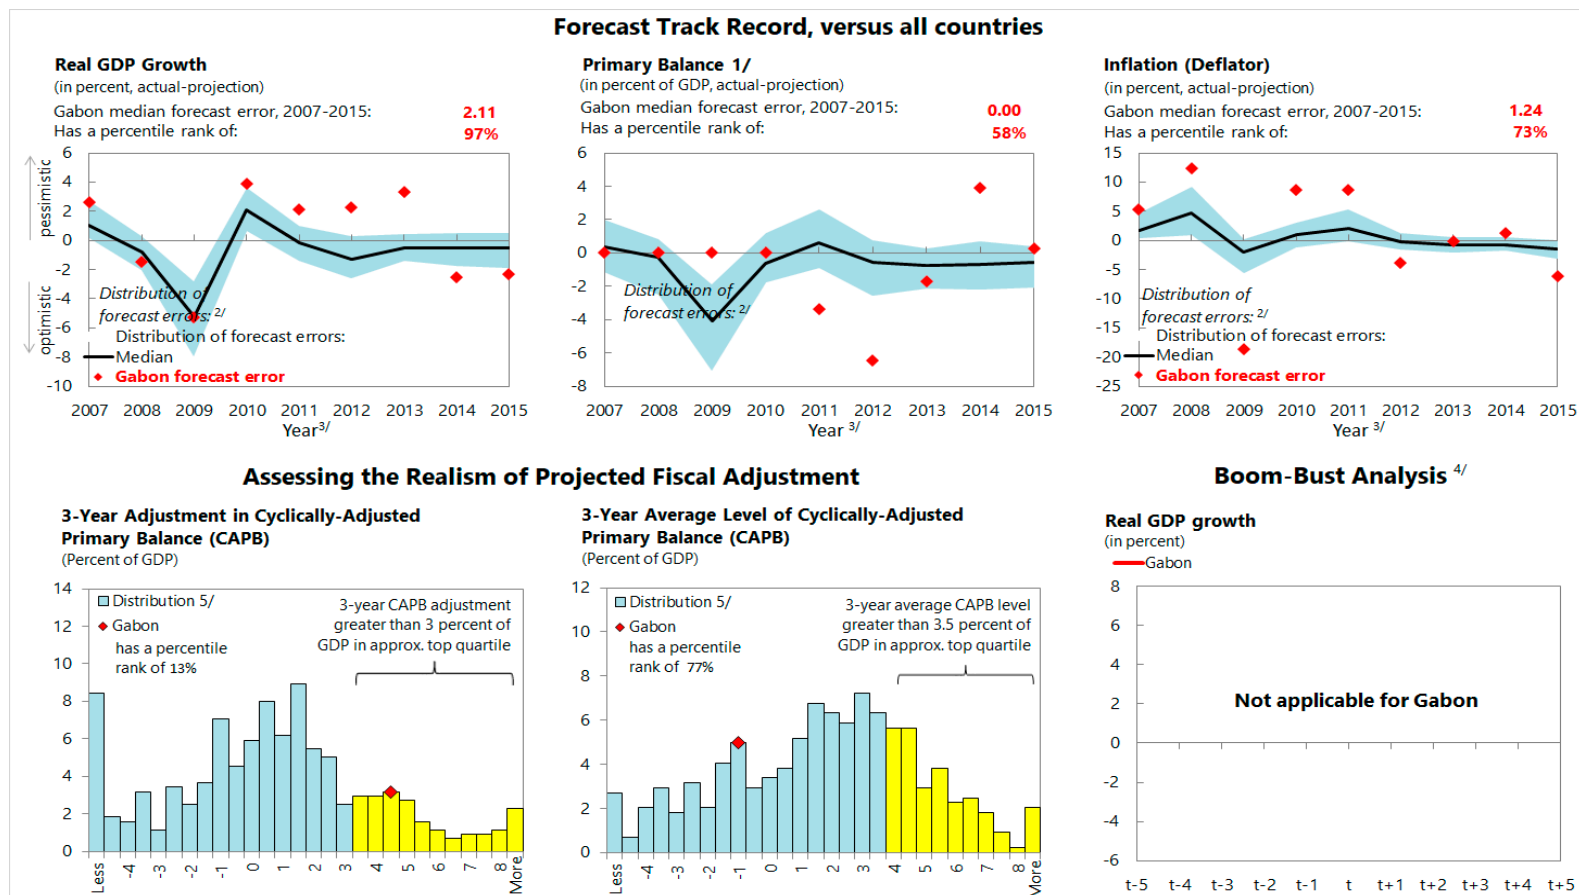 Forecast Track Record, versus all countries
Real GDP Growth
(in percent, actual-projection)
Gabon median forecast error, 2007-2015: 2.11
Has a percentile rank of: 97%
pessimistic
optimistic
6
4
2
0
-2
-4
-6
-8
-10
Distribution of
forecast errors: 2/
Distribution of forecast errors:
Median
Gabon forecast error
2007 2008 2009 2010 2011 2012 2013 2014 2015
Year 3/
Primary Balance 1/
(in percent of GDP, actual-projection)
Gabon median forecast error, 2007-2015: 0.00
Has a percentile rank of: 58%
6
4
2
0
-2
-4
-6
-8
Distribution of
forecast errors: 2/
2007 2008 2009 2010 2011 2012 2013 2014 2015
Year 3/
Inflation (Deflator)
(in percent, actual-projection)
Gabon median forecast error, 2007-2015: 1.24
Has a percentile rank of: 73%
15
10
5
0
-5
-10
-15
-20
-25
Distribution of
forecast errors: 2/
Distribution of forecast errors:
Median
Gabon forecast error
2007 2008 2009 2010 2011 2012 2013 2014 2015
Year 3/
Assessing the Realism of Projected Fiscal Adjustment
3-Year Adjustment in Cyclically-Adjusted
Primary Balance (CAPB)
(Percent of GDP)
14
12
10
8
6
4
2
0
Distribution 5/
Gabon
has a percentile
rank of 13%
3-year CAPB adjustment
greater than 3 percent of
GDP in approx. top quartile
Less -4 -3 -2 -1 0 1 2 3 4 5 6 7 8 More
3-Year Average Level of Cyclically-Adjusted
Primary Balance (CAPB)
(Percent of GDP)
12
10
8
6
4
2
0
Distribution 5/
Gabon
has a percentile
rank of 77%
3-year average CAPB level
greater than 3.5 percent of
GDP in approx. top quartile
Less -4 -3 -2 -1 0 1 2 3 4 5 6 7 8 More
Boom-Bust Analysis 4/
Real GDP growth
(in percent)
Gabon
8
6
4
2
0
-2
-4
-6
Not applicable for Gabon
t-5 t-4 t-3 t-2 t-1 t t+1 t+2 t+3 t+4 t+5